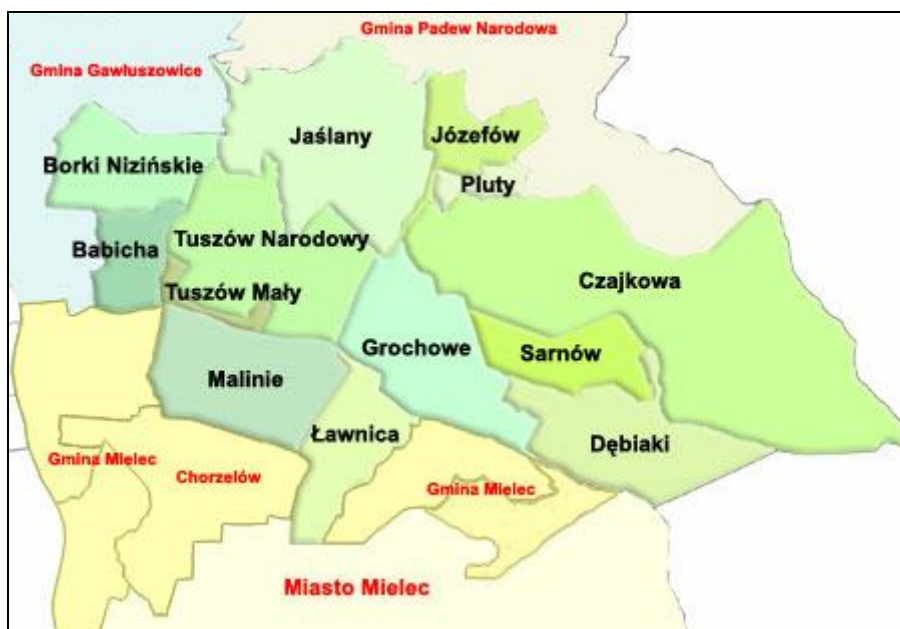 Gmina Padew Narodowa
Gmina Gawłuszowice
Jaślany
Józefów
Borki Nizińskie
Pluty
Tuszów Narodowy
Babicha
Czajkowa
Tuszów Mały
Grochowe
Sarnów
Malinie
Ławnica
Dębiaki
Gmina Mielec
Chorzelów
Gmina Mielec
Miasto Mielec